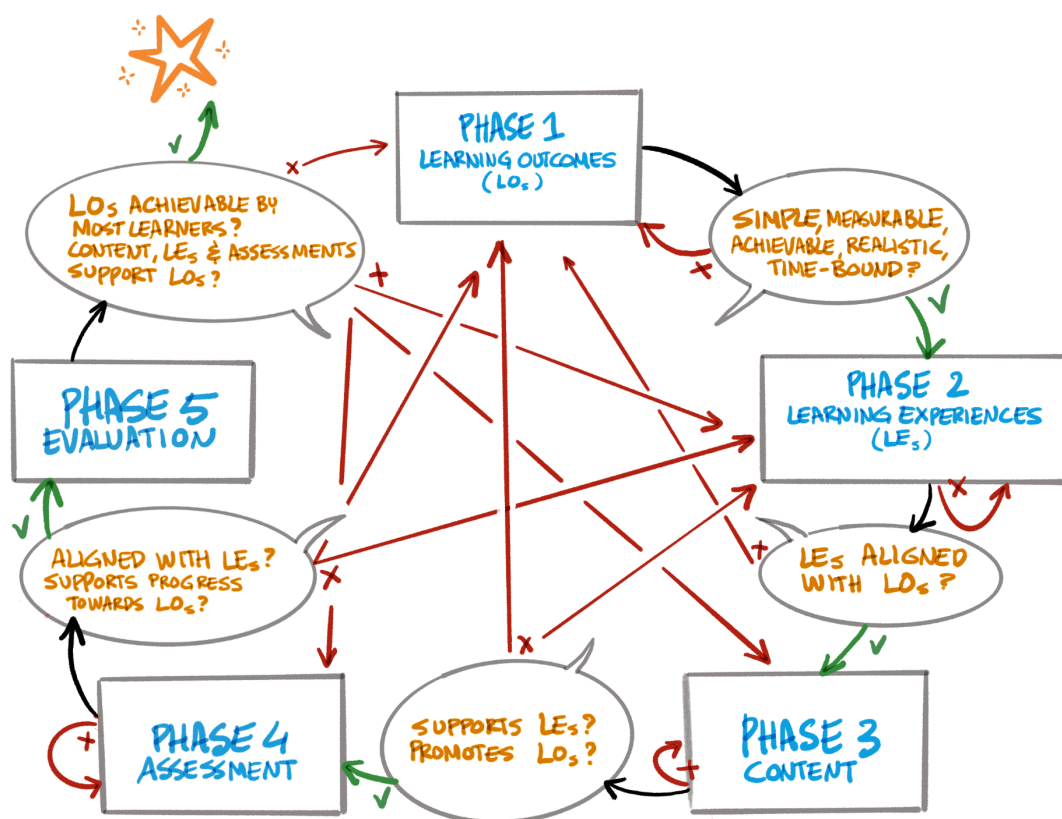 PHASE 1
LEARNING OUTCOMES
(LOs)
SIMPLE, MEASURABLE,
ACHIEVABLE, REALISTIC,
TIME-BOUND?
PHASE 2
LEARNING EXPERIENCES
(LEs)
LEs ALIGNED
WITH LOs?
PHASE 3
CONTENT
SUPPORTS LEs?
PROMOTES LOs?
PHASE 4
ASSESSMENT
ALIGNED WITH LEs?
SUPPORTS PROGRESS
TOWARDS LOs?
PHASE 5
EVALUATION
LOs ACHIEVABLE BY
MOST LEARNERS?
CONTENT, LEs & ASSESSMENTS
SUPPORT LOs?